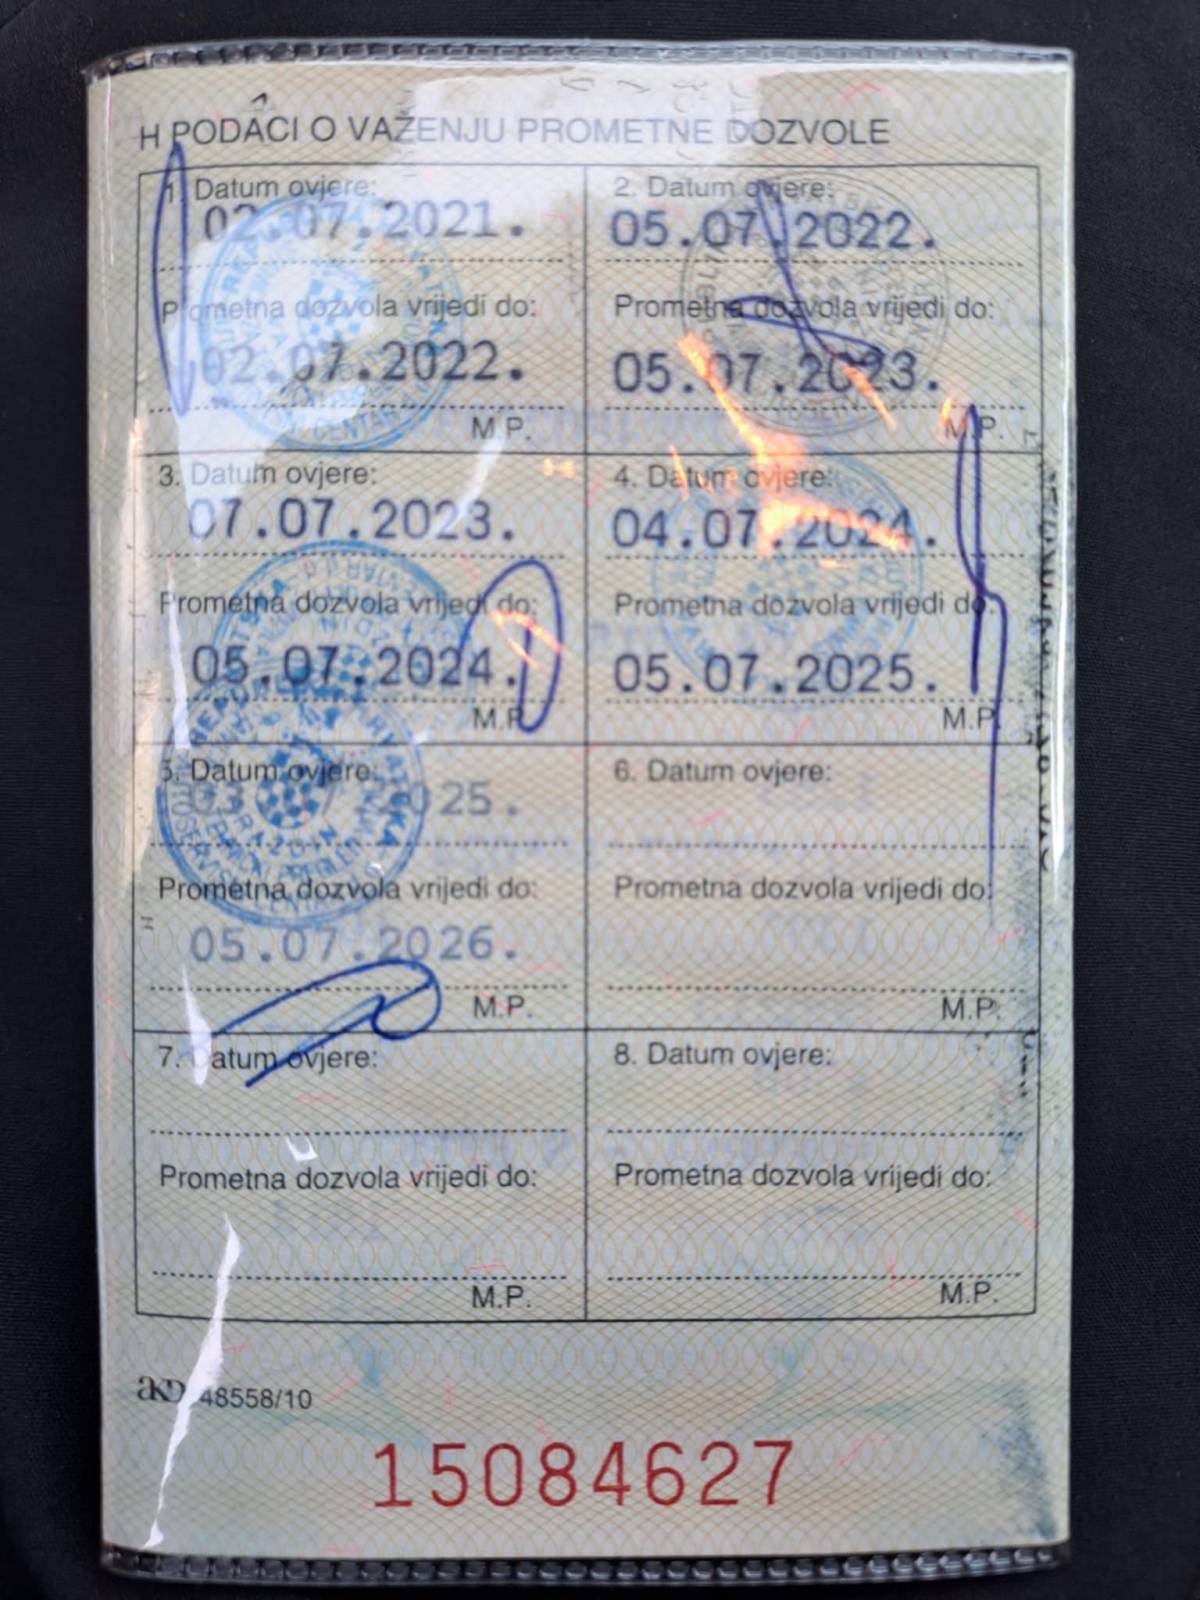 H PODACI O VAŽENJU PROMETNE DOZVOLE
1. Datum ovjere:
02.07.2021.
Prometna dozvola vrijedi do:
02.07.2022.
M.P.
2. Datum ovjere:
05.07.2022.
Prometna dozvola vrijedi do:
05.07.2023.
M.P.
3. Datum ovjere:
07.07.2023.
Prometna dozvola vrijedi do:
05.07.2024.
M.P.
4. Datum ovjere:
04.07.2024.
Prometna dozvola vrijedi do:
05.07.2025.
M.P.
5. Datum ovjere:
Prometna dozvola vrijedi do:
05.07.2026.
M.P.
6. Datum ovjere:
Prometna dozvola vrijedi do:
M.P.
7. Datum ovjere:
Prometna dozvola vrijedi do:
M.P.
8. Datum ovjere:
Prometna dozvola vrijedi do:
M.P.
48558/10
15084627